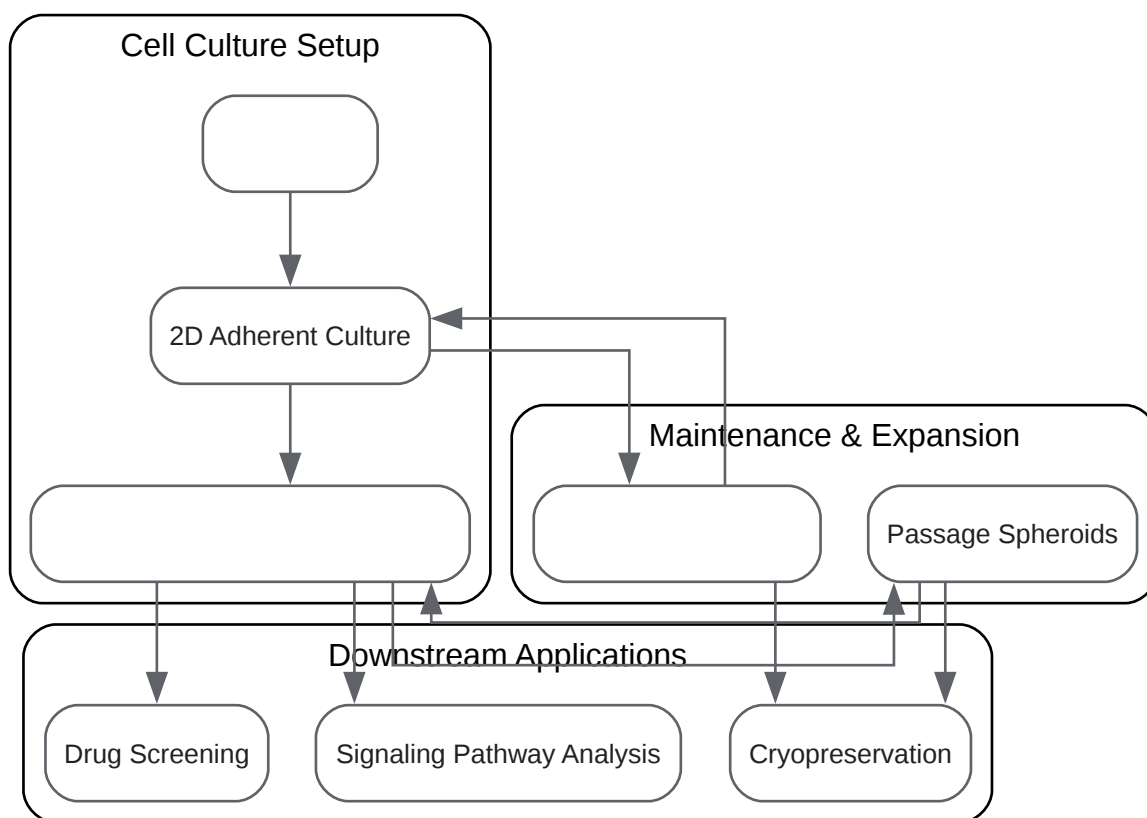 Cell Culture Setup
2D Adherent Culture
Maintenance & Expansion
Passage Spheroids
Downstream Applications
Drug Screening
Signaling Pathway Analysis
Cryopreservation